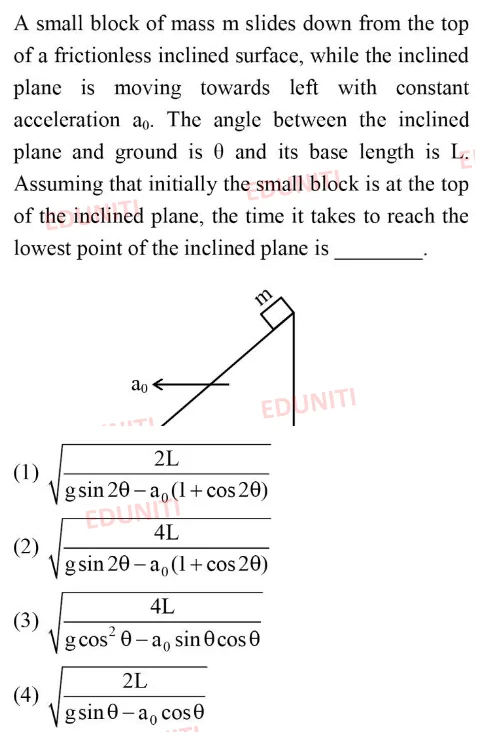 A small block of mass m slides down from the top
of a frictionless inclined surface, while the inclined
plane is moving towards left with constant
acceleration a₀. The angle between the inclined
plane and ground is θ and its base length is L.
Assuming that initially the small block is at the top
of the inclined plane, the time it takes to reach the
lowest point of the inclined plane is ________.
EDUNITI
EDUNITI
m
a₀
EDUNITI
(1) √(2L / (g sin 2θ – a₀ (1 + cos 2θ)))
EDUNITI
(2) √(4L / (g sin 2θ – a₀ (1 + cos 2θ)))
(3) √(4L / (g cos² θ – a₀ sin θ cos θ))
(4) √(2L / (g sin θ – a₀ cos θ))